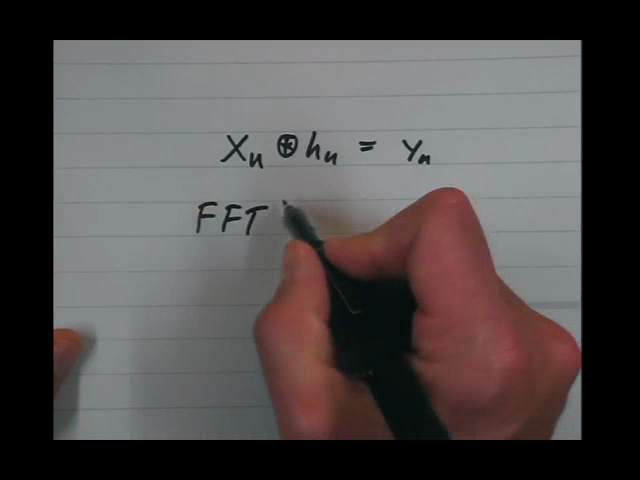 Xₙ ⊛ hₙ = yₙ
FFT